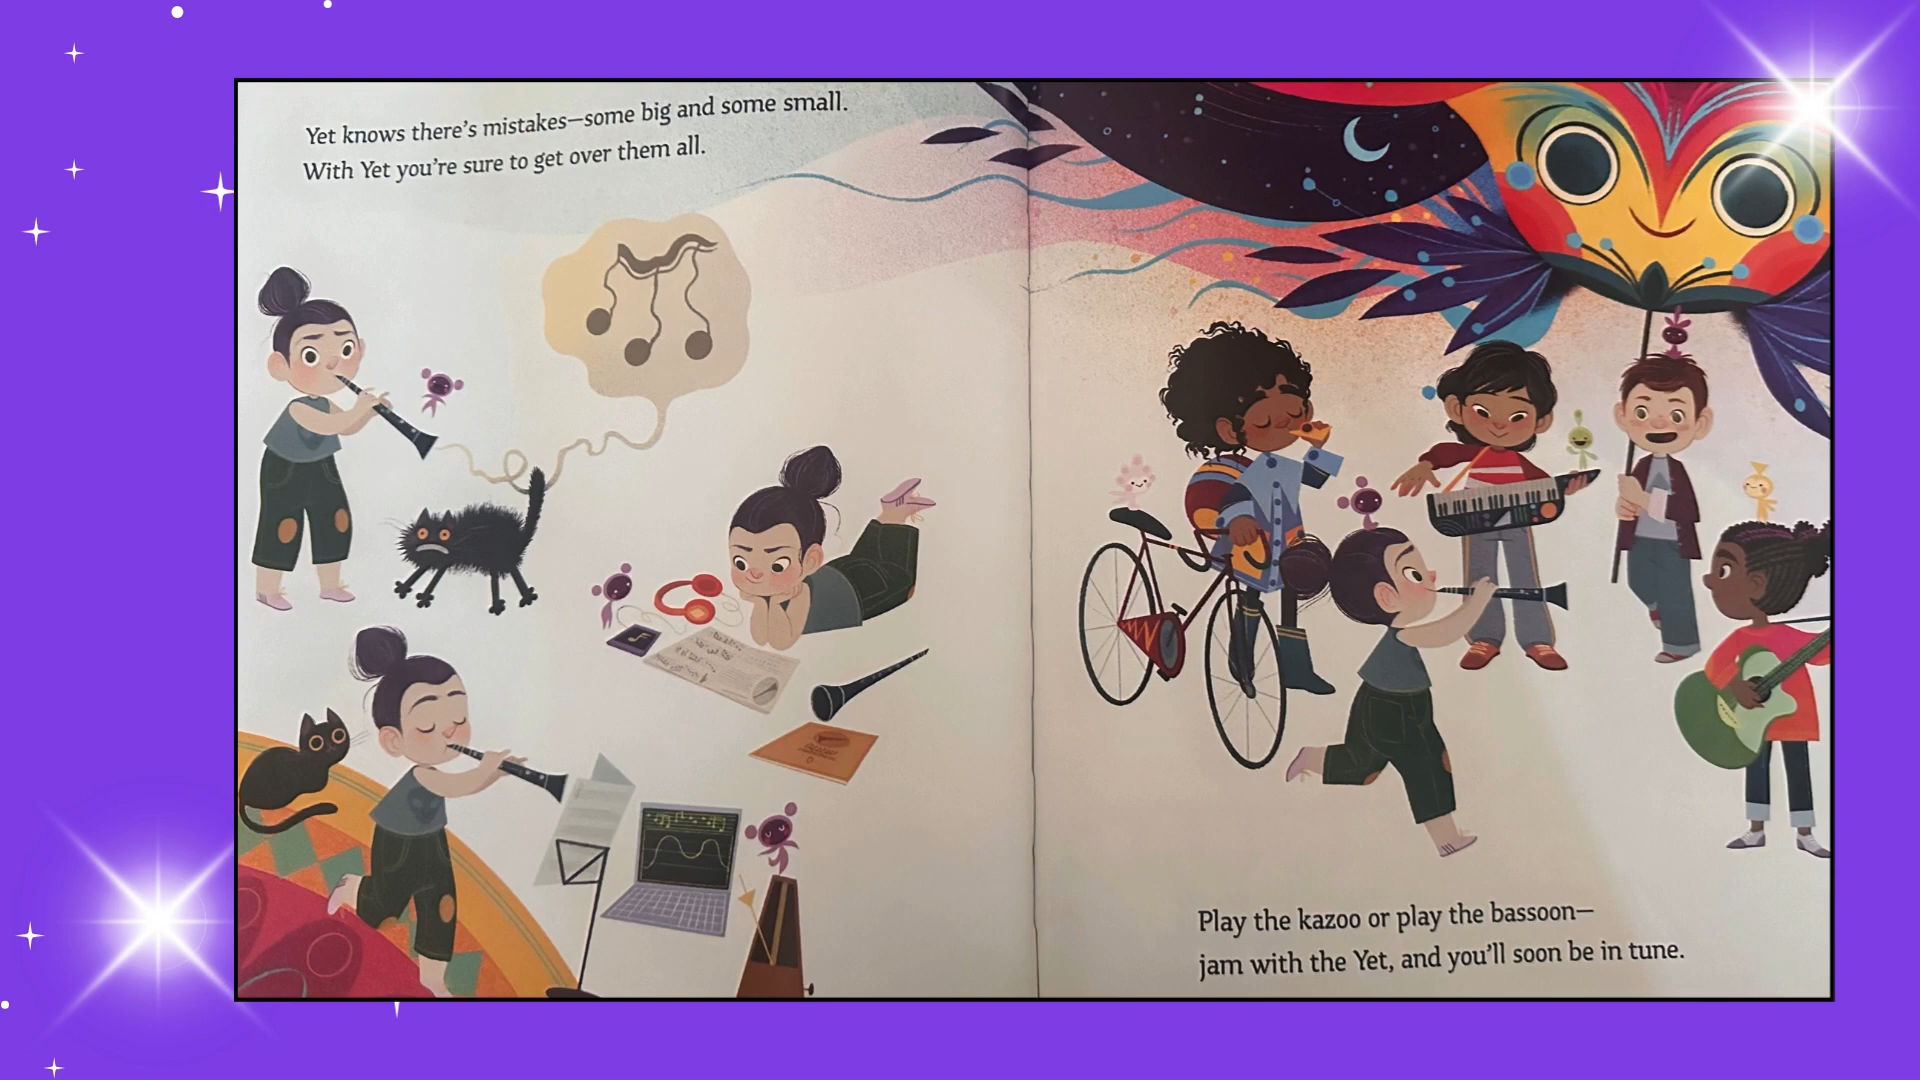 Yet knows there's mistakes—some big and some small.
With Yet you're sure to get over them all.
Play the kazoo or play the bassoon—
jam with the Yet, and you'll soon be in tune.